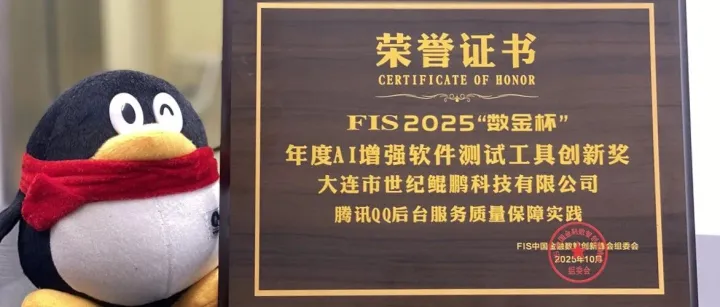 荣誉证书
CERTIFICATE OF HONOR
FIS 2025“数金杯”
年度AI增强软件测试工具创新奖
大连市世纪鲲鹏科技有限公司
腾讯QQ后台服务质量保障实践
FIS中国金融数智创新选会组委会
2025年10月
组委会